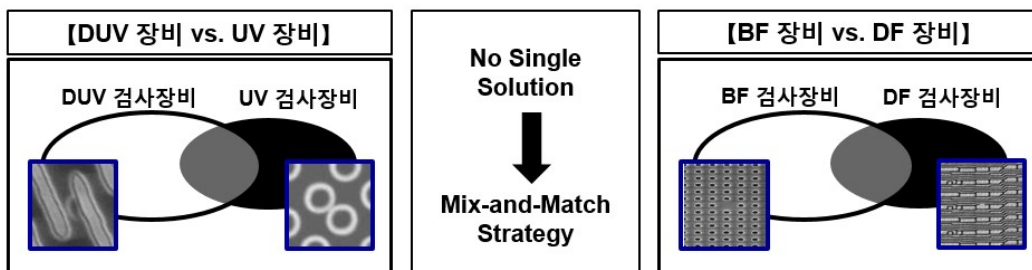 【DUV 장비 vs. UV 장비】
DUV 검사장비
UV 검사장비
No Single
Solution
Mix-and-Match
Strategy
【BF 장비 vs. DF 장비】
BF 검사장비
DF 검사장비